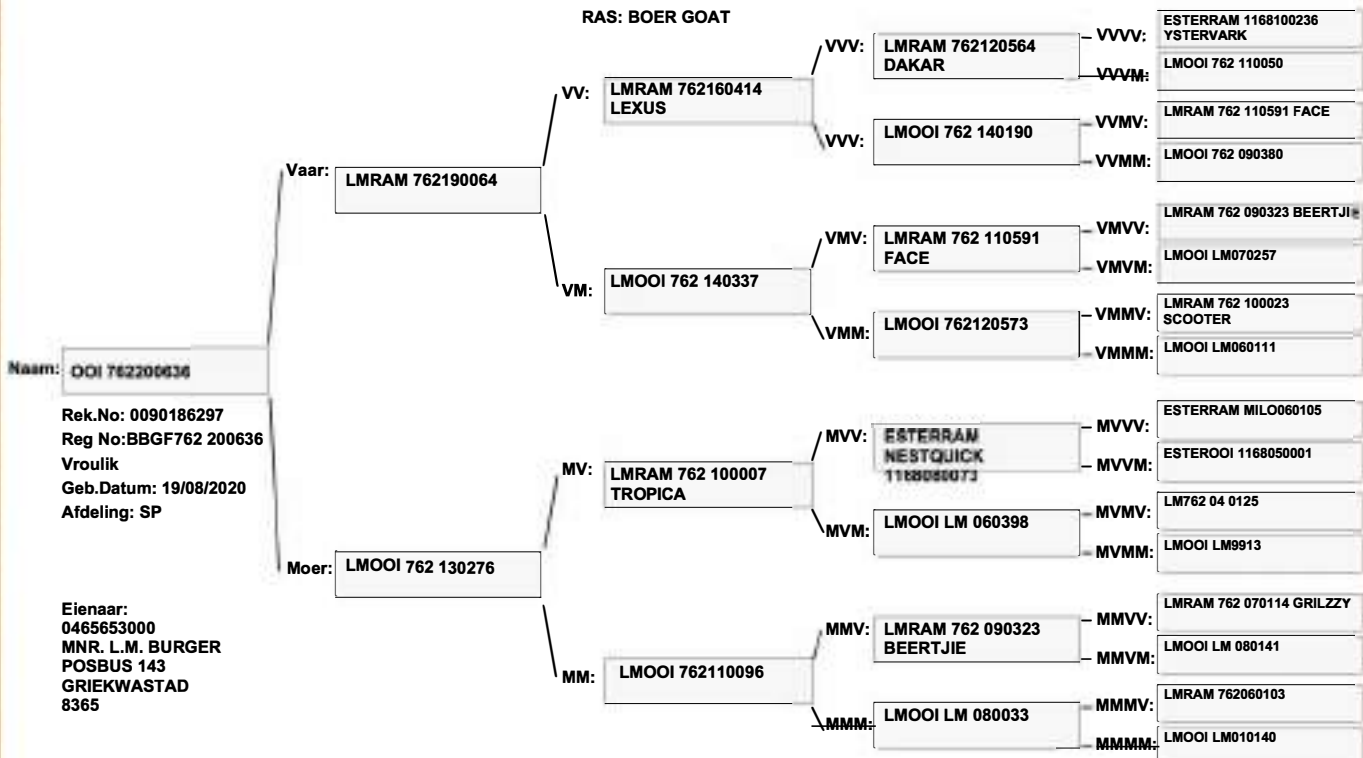 RAS: BOER GOAT
Naam: OOI 762200636
Rek.No: 0090186297
Reg No:BBGF762 200636
Vroulik
Geb.Datum: 19/08/2020
Afdeling: SP
Eienaar:
0465653000
MNR. L.M. BURGER
POSBUS 143
GRIEKWASTAD
8365
Vaar: LMRAM 762190064
Moer: LMOOI 762 130276
VV: LMRAM 762160414
LEXUS
VM: LMOOI 762 140337
MV: LMRAM 762 100007
TROPICA
MM: LMOOI 762110096
VVV: LMRAM 762120564
DAKAR
VVV: LMOOI 762 140190
VMV: LMRAM 762 110591
FACE
VMM: LMOOI 762120573
MVV: ESTERRAM
NESTQUICK
1168080073
MVM: LMOOI LM 060398
MMV: LMRAM 762 090323
BEERTJIE
MMM: LMOOI LM 080033
VVVV: ESTERRAM 1168100236
YSTERVARK
VVVM: LMOOI 762 110050
VVMV: LMRAM 762 110591 FACE
VVMM: LMOOI 762 090380
VMVV: LMRAM 762 090323 BEERTJIE
VMVM: LMOOI LM070257
VMMV: LMRAM 762 100023
SCOOTER
VMMM: LMOOI LM060111
MVVV: ESTERRAM MILO060105
MVVM: ESTEROOI 1168050001
MVMV: LM762 04 0125
MVMM: LMOOI LM9913
MMVV: LMRAM 762 070114 GRILZZY
MMVM: LMOOI LM 080141
MMMV: LMRAM 762060103
MMMM: LMOOI LM010140